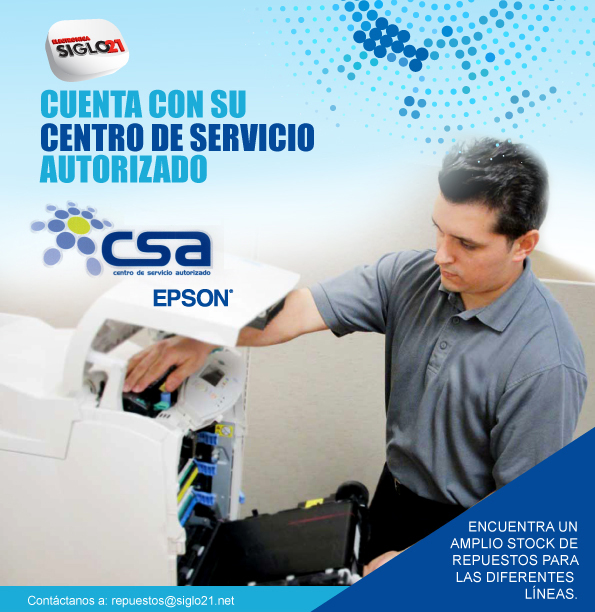 ELECTRONICA
SIGLO21
CUENTA CON SU
CENTRO DE SERVICIO
AUTORIZADO
csa
centro de servicio autorizado
EPSON®
ENCUENTRA UN
AMPLIO STOCK DE
REPUESTOS PARA
LAS DIFERENTES
LÍNEAS.
Contáctanos a: repuestos@siglo21.net